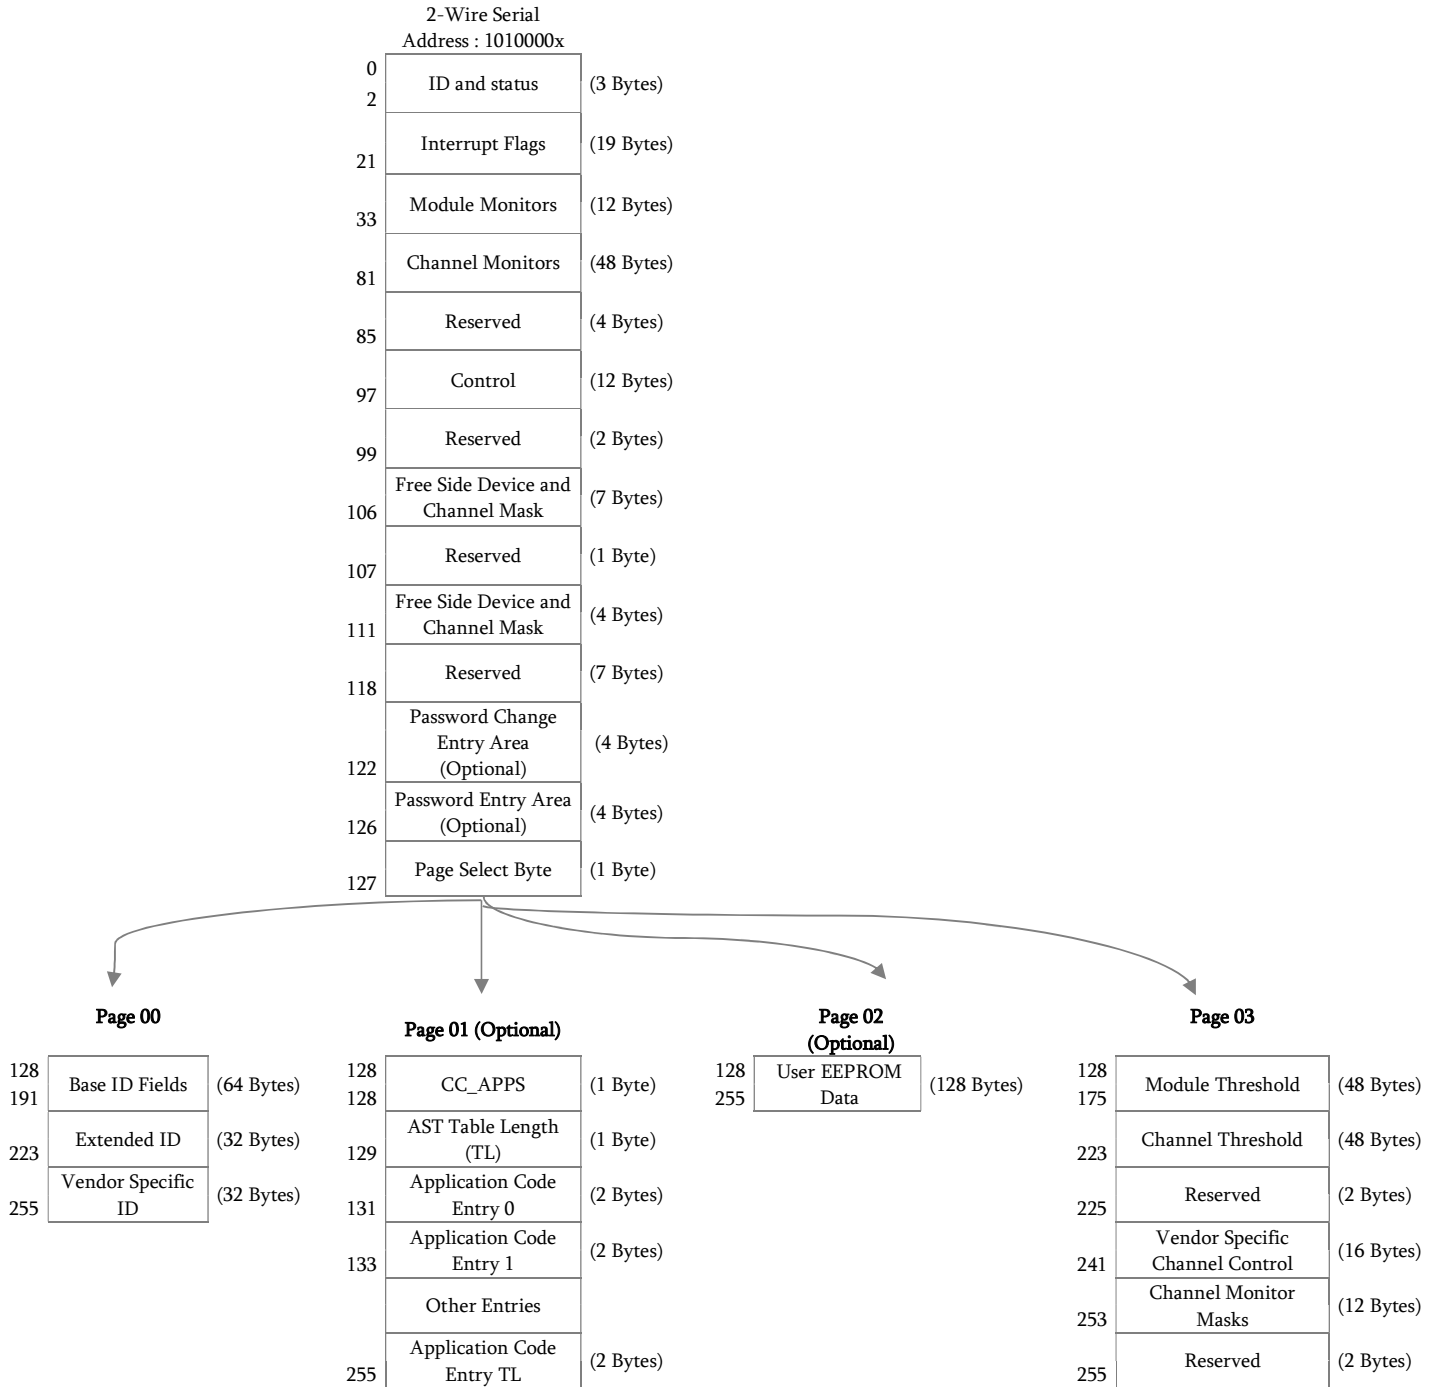 2-Wire Serial
Address : 1010000x
0
2
ID and status
(3 Bytes)
21
Interrupt Flags
(19 Bytes)
33
Module Monitors
(12 Bytes)
81
Channel Monitors
(48 Bytes)
85
Reserved
(4 Bytes)
97
Control
(12 Bytes)
99
Reserved
(2 Bytes)
106
Free Side Device and
Channel Mask
(7 Bytes)
107
Reserved
(1 Byte)
111
Free Side Device and
Channel Mask
(4 Bytes)
118
Reserved
(7 Bytes)
122
Password Change
Entry Area
(Optional)
(4 Bytes)
126
Password Entry Area
(Optional)
(4 Bytes)
127
Page Select Byte
(1 Byte)
Page 00
128
191
Base ID Fields
(64 Bytes)
223
Extended ID
(32 Bytes)
255
Vendor Specific
ID
(32 Bytes)
Page 01 (Optional)
128
128
CC_APPS
(1 Byte)
129
AST Table Length
(TL)
(1 Byte)
131
Application Code
Entry 0
(2 Bytes)
133
Application Code
Entry 1
(2 Bytes)
Other Entries
255
Application Code
Entry TL
(2 Bytes)
Page 02
(Optional)
128
255
User EEPROM
Data
(128 Bytes)
Page 03
128
175
Module Threshold
(48 Bytes)
223
Channel Threshold
(48 Bytes)
225
Reserved
(2 Bytes)
241
Vendor Specific
Channel Control
(16 Bytes)
253
Channel Monitor
Masks
(12 Bytes)
255
Reserved
(2 Bytes)